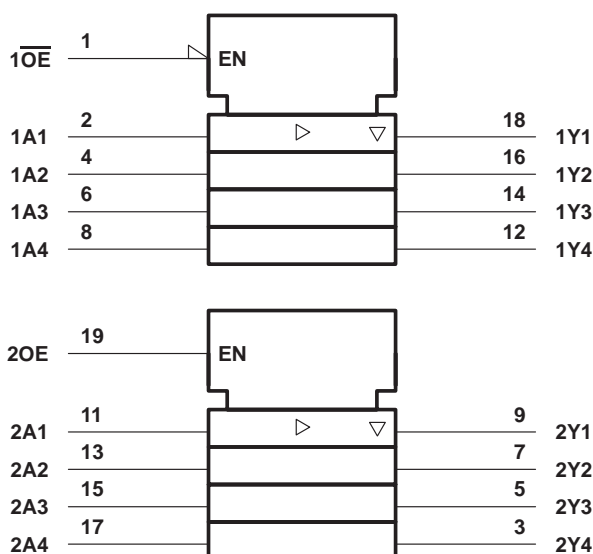 1 
1O̅E̅ EN
2 18
1A1 1Y1
4 16
1A2 1Y2
6 14
1A3 1Y3
8 12
1A4 1Y4
19
2OE EN
11 9
2A1 2Y1
13 7
2A2 2Y2
15 5
2A3 2Y3
17 3
2A4 2Y4